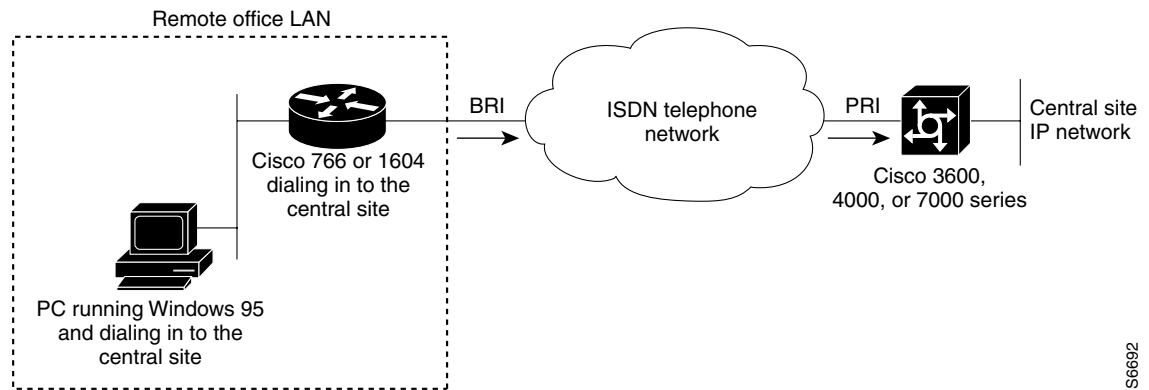 Remote office LAN
BRI
ISDN telephone
network
PRI
Central site
IP network
Cisco 766 or 1604
dialing in to the
central site
Cisco 3600,
4000, or 7000 series
PC running Windows 95
and dialing in to the
central site
S6692